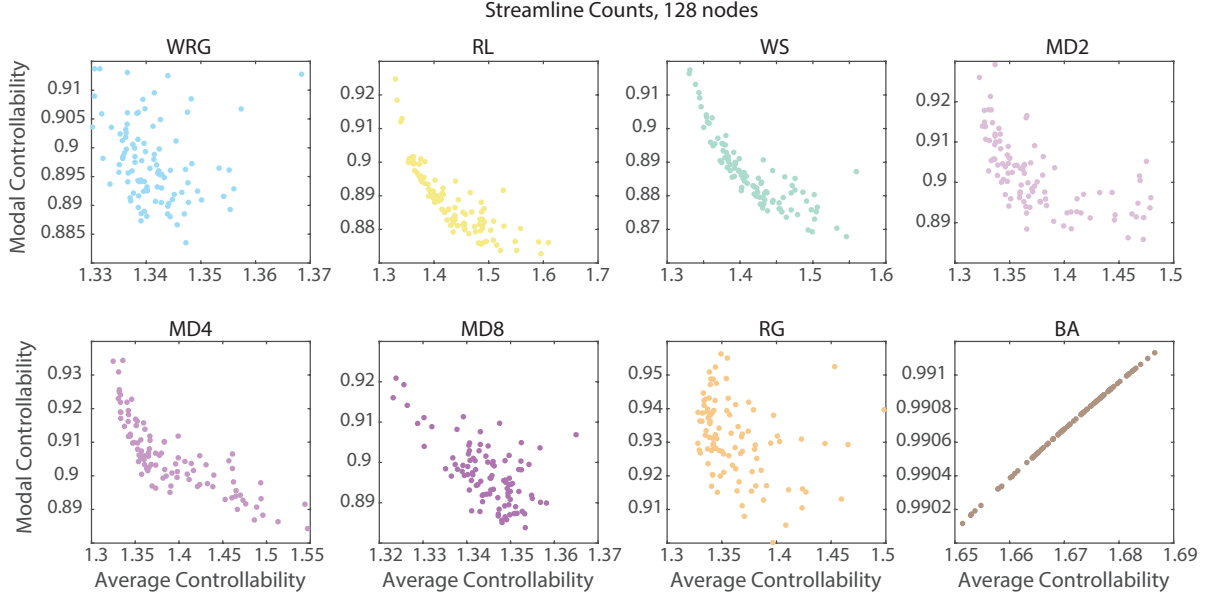 Streamline Counts, 128 nodes
WRG
RL
WS
MD2
Modal Controllability
0.915
0.91
0.905
0.9
0.895
0.89
0.885
1.33 1.34 1.35 1.36 1.37
0.92
0.91
0.9
0.89
0.88
1.3 1.4 1.5 1.6 1.7
0.91
0.9
0.89
0.88
0.87
1.3 1.4 1.5 1.6
0.92
0.91
0.9
0.89
1.3 1.35 1.4 1.45 1.5
MD4
MD8
RG
BA
Modal Controllability
0.93
0.92
0.91
0.9
0.89
1.3 1.35 1.4 1.45 1.5 1.55
Average Controllability
0.92
0.91
0.9
0.89
1.32 1.33 1.34 1.35 1.36 1.37
Average Controllability
0.95
0.94
0.93
0.92
0.91
1.3 1.35 1.4 1.45 1.5
Average Controllability
0.991
0.9908
0.9906
0.9904
0.9902
1.65 1.66 1.67 1.68 1.69
Average Controllability